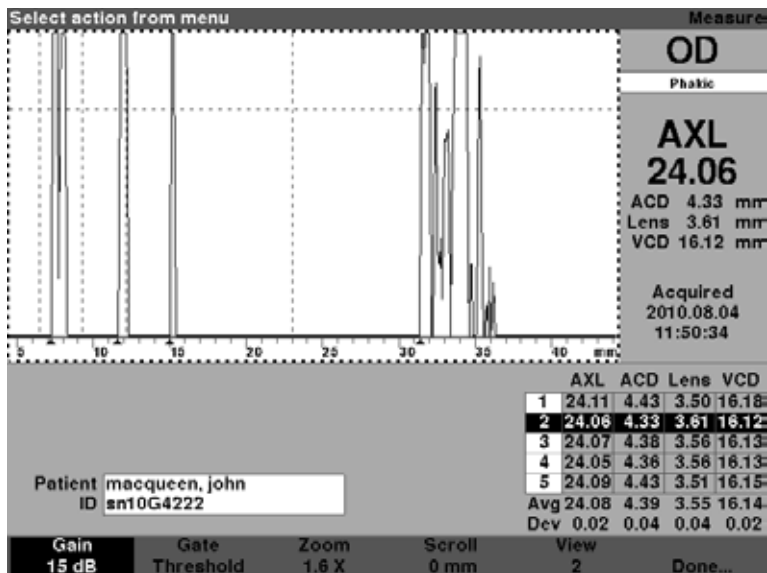 Select action from menu
Measure
OD
Phakic
AXL
24.06
ACD 4.33 mm
Lens 3.61 mm
VCD 16.12 mm
Acquired
2010.08.04
11:50:34
5 10 15 20 25 30 35 40 mm
AXL ACD Lens VCD
1 24.11 4.43 3.50 16.18
2 24.06 4.33 3.61 16.12
3 24.07 4.38 3.56 16.13
4 24.05 4.36 3.56 16.13
5 24.09 4.43 3.51 16.15
Avg 24.08 4.39 3.55 16.14
Dev 0.02 0.04 0.04 0.02
Patient macqueen, john
ID sn10G4222
Gain Gate Zoom Scroll View
15 dB Threshold 1.6 X 0 mm 2 Done...